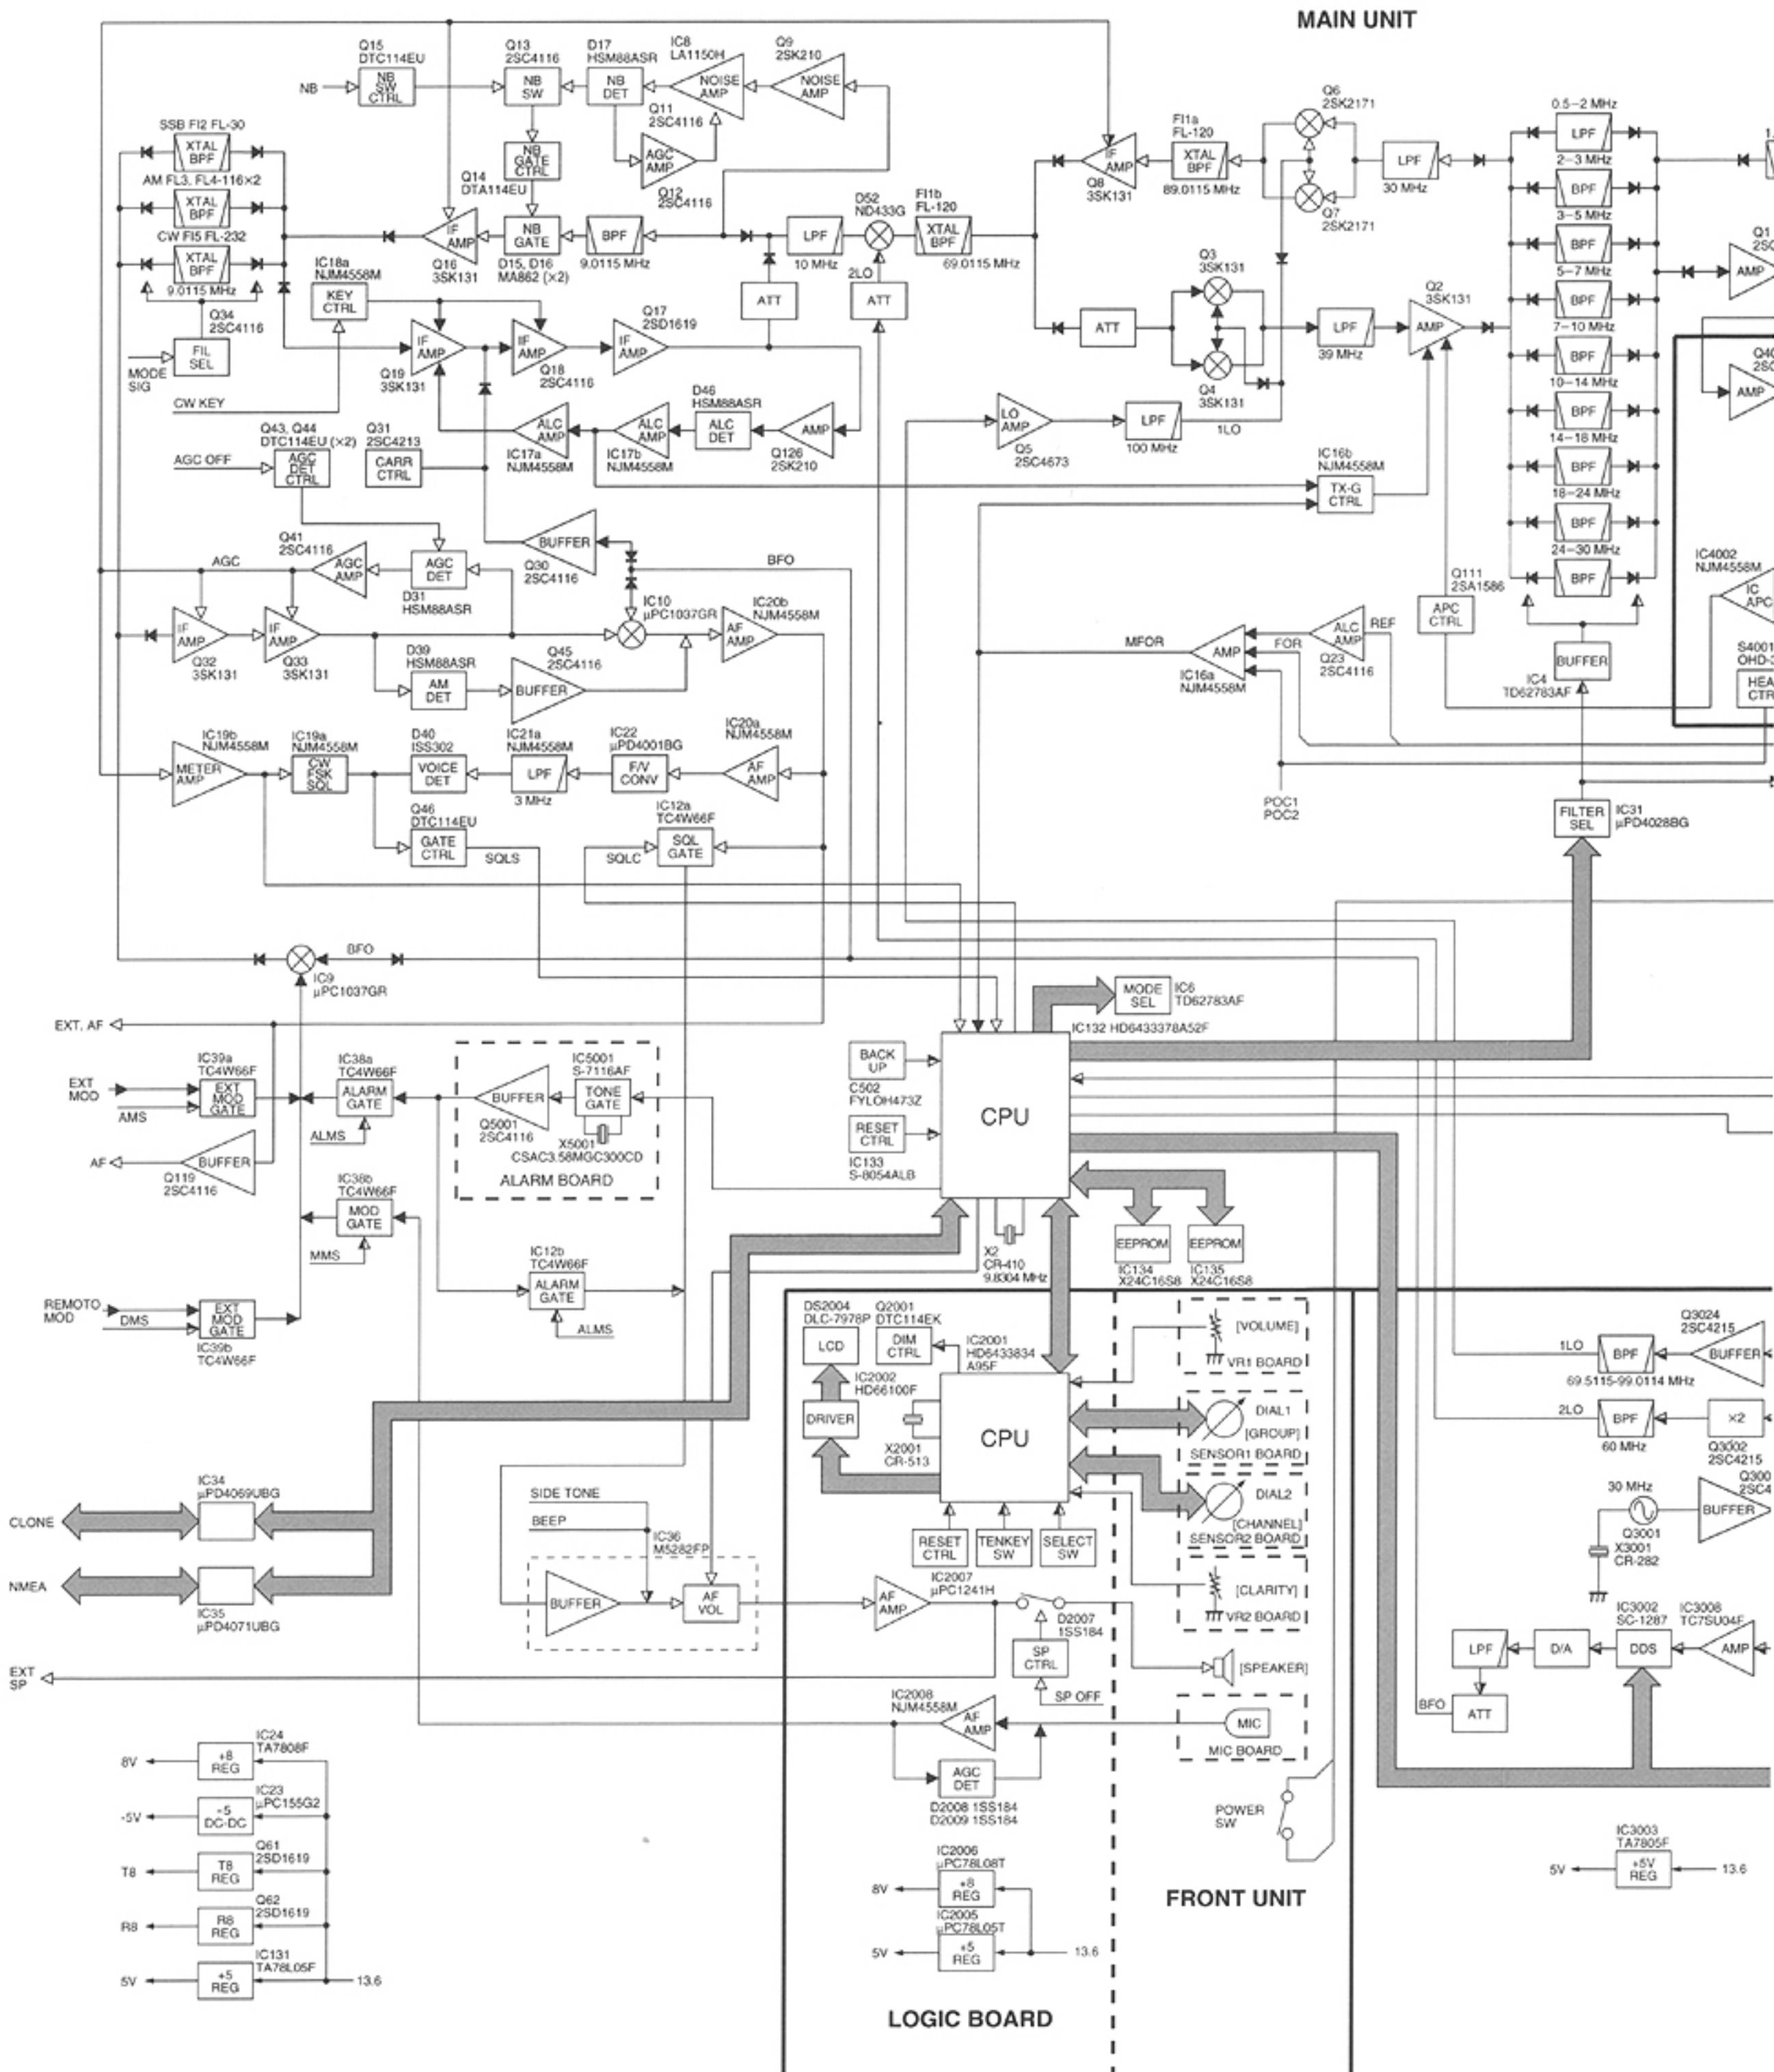 MAIN UNIT
Q15
DTC114EU
NB
SW
CTRL
NB
Q13
2SC4116
NB
SW
D17
HSM88ASR
NB
DET
IC8
LA1150H
NOISE
AMP
Q9
2SK210
NOISE
AMP
Q11
2SC4116
AGC
AMP
Q12
2SC4116
NB
GATE
CTRL
Q14
DTA114EU
SSB FI2 FL-30
XTAL
BPF
AM FL3, FL4-116×2
XTAL
BPF
CW FI5 FL-232
XTAL
BPF
9.0115 MHz
Q34
2SC4116
FIL
SEL
MODE
SIG
CW KEY
IF
AMP
Q16
3SK131
NB
GATE
D15, D16
MA862 (×2)
BPF
9.0115 MHz
LPF
10 MHz
D52
ND433G
2LO
FI1b
FL-120
XTAL
BPF
69.0115 MHz
ATT
ATT
IF
AMP
Q8
3SK131
FI1a
FL-120
XTAL
BPF
89.0115 MHz
Q6
2SK2171
Q7
2SK2171
LPF
30 MHz
0.5–2 MHz
LPF
2–3 MHz
BPF
3–5 MHz
BPF
5–7 MHz
BPF
7–10 MHz
BPF
10–14 MHz
BPF
14–18 MHz
BPF
18–24 MHz
BPF
24–30 MHz
BPF
AMP
AMP
IC18a
NJM4558M
KEY
CTRL
IF
AMP
Q19
3SK131
IF
AMP
Q18
2SC4116
Q17
2SD1619
IF
AMP
ATT
Q3
3SK131
Q4
3SK131
LPF
39 MHz
Q2
3SK131
AMP
Q43, Q44
DTC114EU (×2)
AGC OFF
AGC
DET
CTRL
Q31
2SC4213
CARR
CTRL
ALC
AMP
IC17a
NJM4558M
ALC
AMP
IC17b
NJM4558M
D46
HSM88ASR
ALC
DET
AMP
Q126
2SK210
LO
AMP
Q5
2SC4673
LPF
100 MHz
1LO
IC16b
NJM4558M
TX-G
CTRL
Q41
2SC4116
AGC
AGC
AMP
AGC
DET
D31
HSM88ASR
BUFFER
Q30
2SC4116
BFO
IC10
µPC1037GR
IC20b
NJM4558M
AF
AMP
IF
AMP
Q32
3SK131
IF
AMP
Q33
3SK131
D39
HSM88ASR
AM
DET
Q45
2SC4116
BUFFER
Q111
2SA1586
APC
CTRL
IC4002
NJM4558M
IC
APC
MFOR
AMP
IC16a
NJM4558M
FOR
ALC
AMP
REF
Q23
2SC4116
BUFFER
IC4
TD62783AF
S4001
POC1
POC2
FILTER
SEL
IC31
µPD4028BG
IC19b
NJM4558M
METER
AMP
IC19a
NJM4558M
CW
FSK
SQL
D40
ISS302
VOICE
DET
IC21a
NJM4558M
LPF
3 MHz
IC22
µPD4001BG
F/V
CONV
IC20a
NJM4558M
AF
AMP
Q46
DTC114EU
GATE
CTRL
SQLS
IC12a
TC4W66F
SQLC
SQL
GATE
BFO
IC9
µPC1037GR
MODE
SEL
IC6
TD62783AF
IC132 HD6433378A52F
EXT. AF
IC39a
TC4W66F
EXT
MOD
EXT
MOD
GATE
AMS
IC38a
TC4W66F
ALARM
GATE
ALMS
BUFFER
Q5001
2SC4116
IC5001
S-7116AF
TONE
GATE
X5001
CSAC3.58MGC300CD
ALARM BOARD
BACK
UP
C502
FYLOH473Z
RESET
CTRL
IC133
S-8054ALB
CPU
AF
BUFFER
Q119
2SC4116
IC38b
TC4W66F
MOD
GATE
MMS
IC12b
TC4W66F
ALARM
GATE
ALMS
REMOTO
MOD
DMS
EXT
MOD
GATE
IC39b
TC4W66F
X2
CR-410
9.8304 MHz
EEPROM
IC134
X24C16S8
EEPROM
IC135
X24C16S8
DS2004
DLC-7978P
LCD
Q2001
DTC114EK
DIM
CTRL
IC2001
HD6433834
A95F
IC2002
HD66100F
DRIVER
X2001
CR-513
CPU
[VOLUME]
VR1 BOARD
DIAL1
[GROUP]
SENSOR1 BOARD
DIAL2
[CHANNEL]
SENSOR2 BOARD
[CLARITY]
VR2 BOARD
RESET
CTRL
TENKEY
SW
SELECT
SW
Q3024
2SC4215
1LO
BPF
BUFFER
69.5115-99.0114 MHz
2LO
BPF
60 MHz
×2
Q3002
2SC4215
30 MHz
Q3001
X3001
CR-282
BUFFER
IC34
µPD4069UBG
CLONE
NMEA
IC35
µPD4071UBG
SIDE TONE
BEEP
IC36
M5282FP
BUFFER
AF
VOL
IC2007
µPC1241H
AF
AMP
D2007
1SS184
SP
CTRL
SP OFF
[SPEAKER]
EXT
SP
IC2008
NJM4558M
AF
AMP
MIC
MIC BOARD
AGC
DET
D2008 1SS184
D2009 1SS184
POWER
SW
IC3002
SC-1287
IC3008
TC7SU04F
LPF
D/A
DDS
AMP
BFO
ATT
IC24
TA7808F
8V
+8
REG
IC23
µPC155G2
-5V
-5
DC-DC
Q61
2SD1619
T8
T8
REG
Q62
2SD1619
R8
R8
REG
IC131
TA78L05F
5V
+5
REG
13.6
IC2006
µPC78L08T
8V
+8
REG
IC2005
µPC78L05T
5V
+5
REG
13.6
IC3003
TA7805F
5V
+5V
REG
13.6
FRONT UNIT
LOGIC BOARD